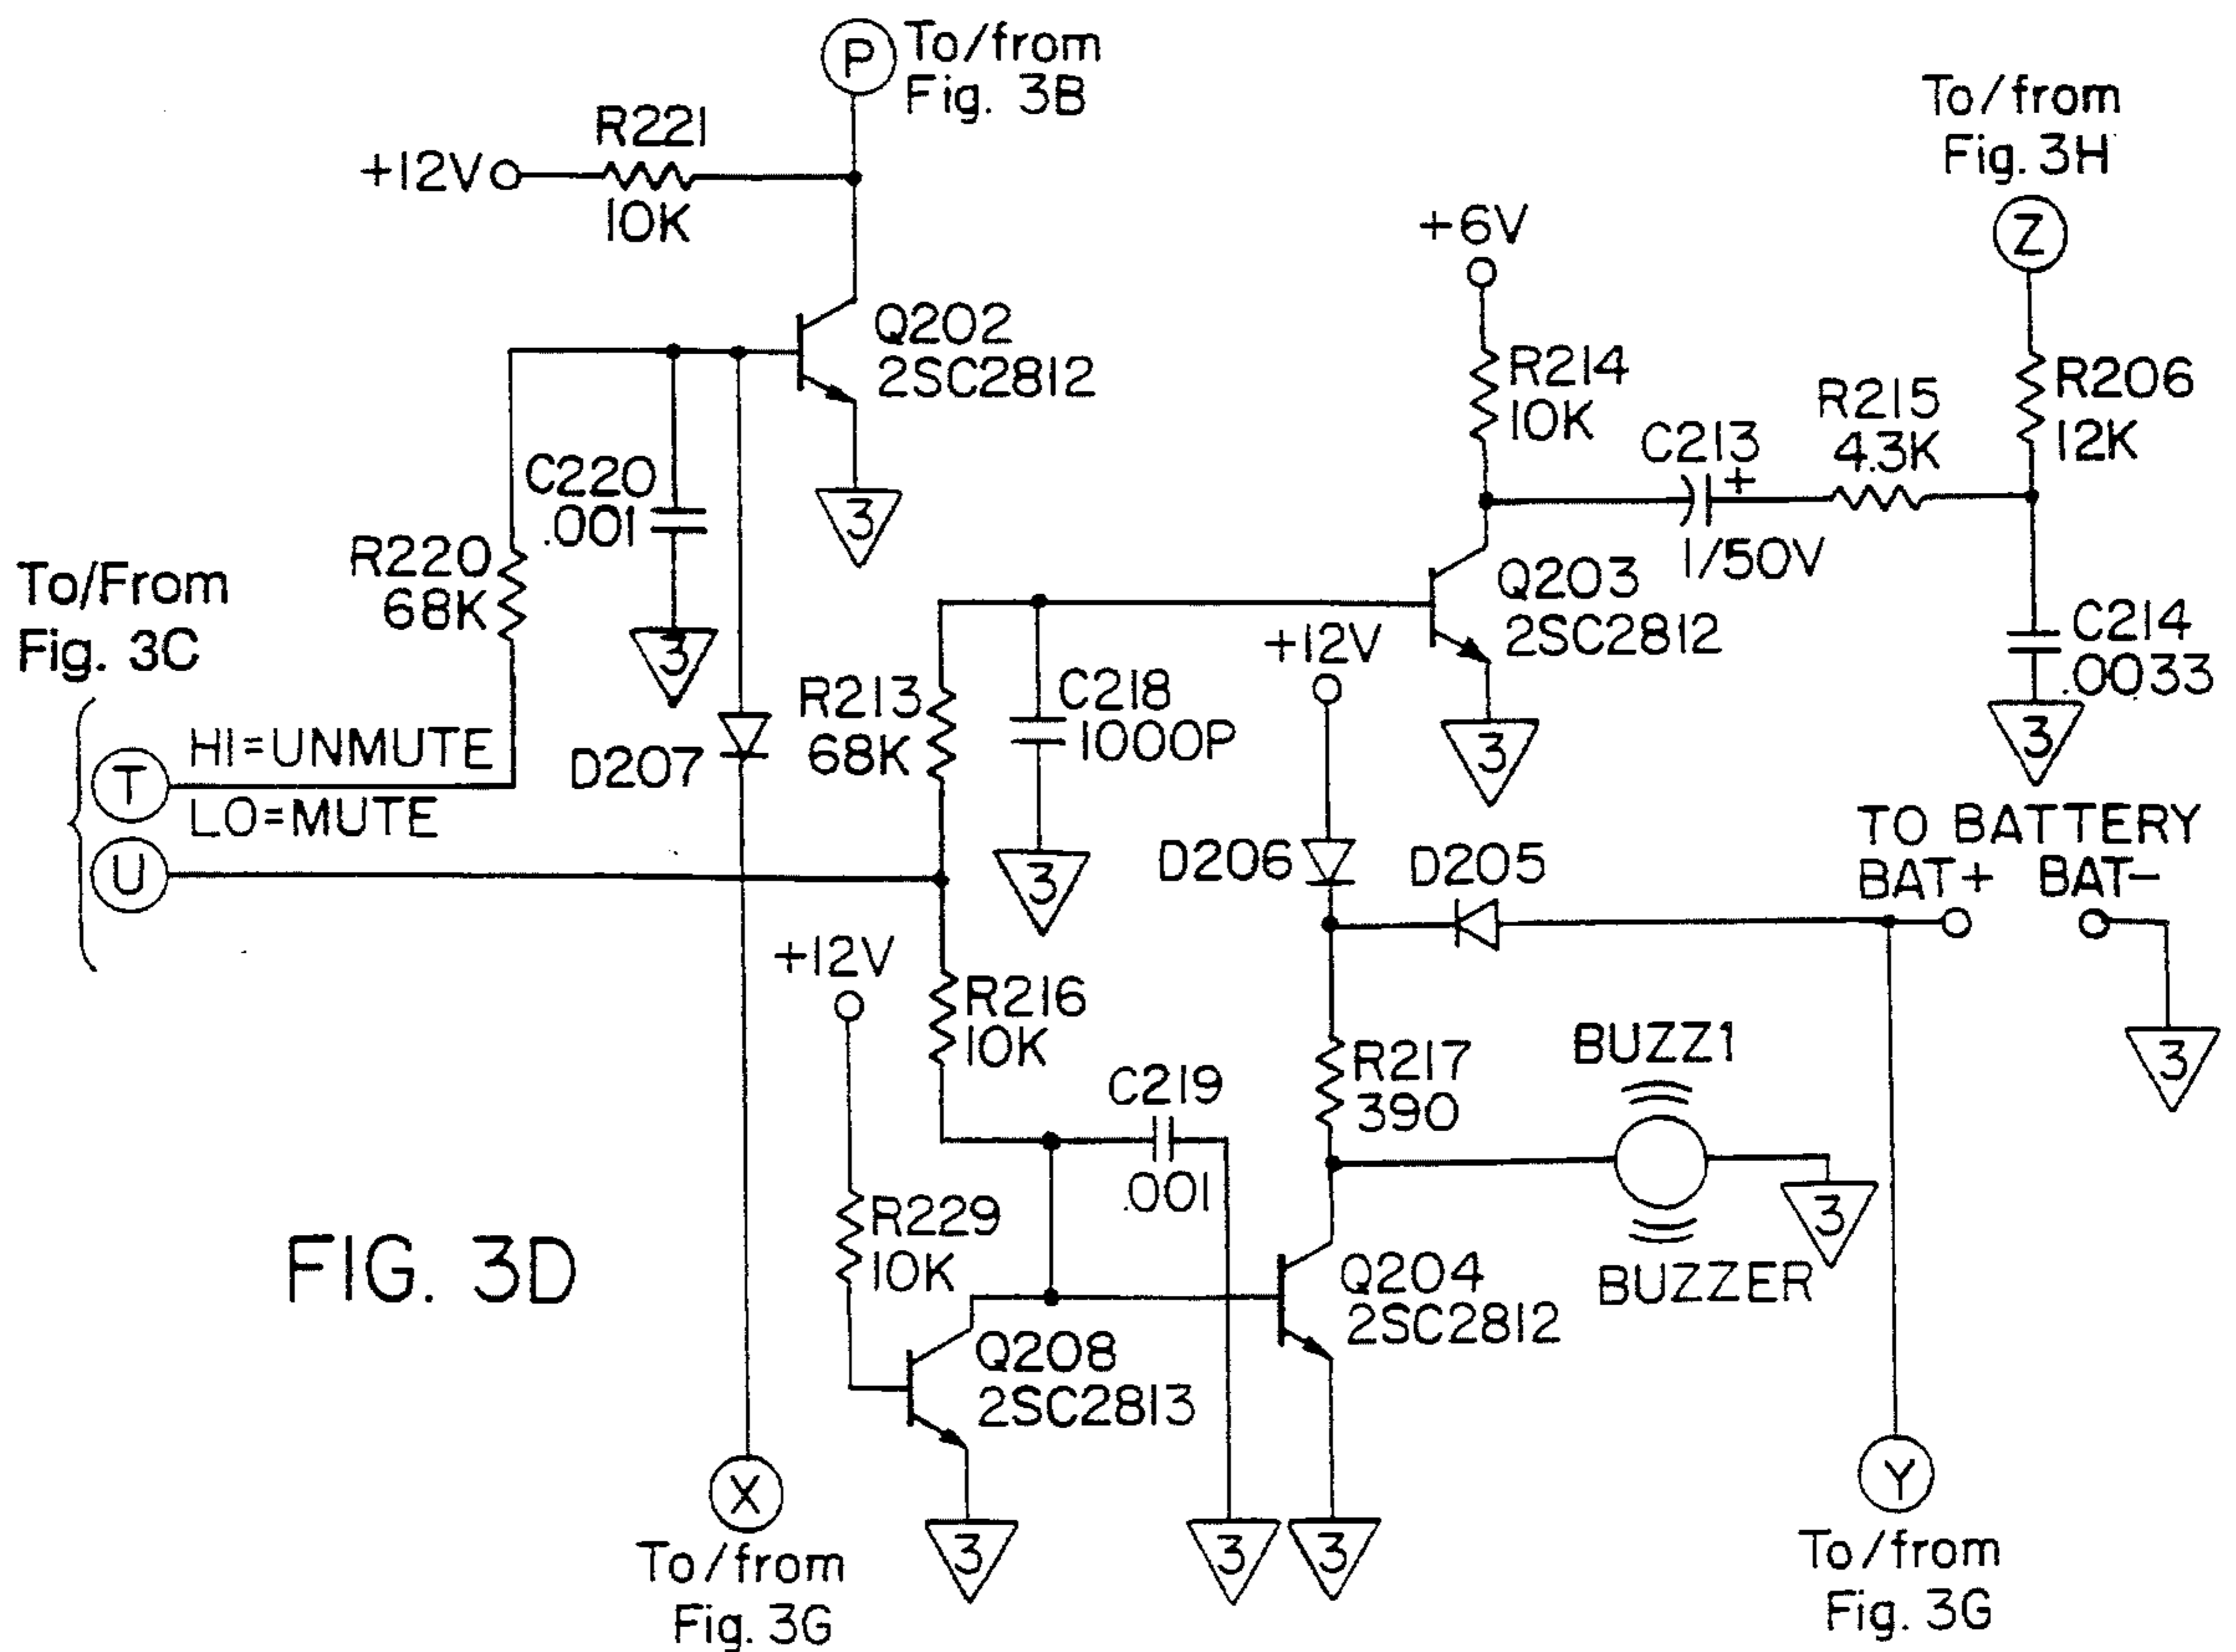 P
To/from
Fig. 3B
To/from
Fig. 3H
Z
R221
+12V
10K
+6V
Q202
2SC2812
R214
10K
R206
12K
R215
4.3K
C213
+
1/50V
C220
.001
3
R220
68K
3
To/From
Fig. 3C
Q203
2SC2812
+12V
C214
.0033
R213
68K
C218
1000P
3
3
T
HI=UNMUTE
LO=MUTE
D207
U
3
D206
D205
TO BATTERY
BAT+ BAT-
+12V
R216
10K
3
R217
390
BUZZ1
C219
.001
3
BUZZER
R229
10K
FIG. 3D
Q204
2SC2812
Q208
2SC2813
X
To/from
Fig. 3G
3
3
3
Y
To/from
Fig. 3G